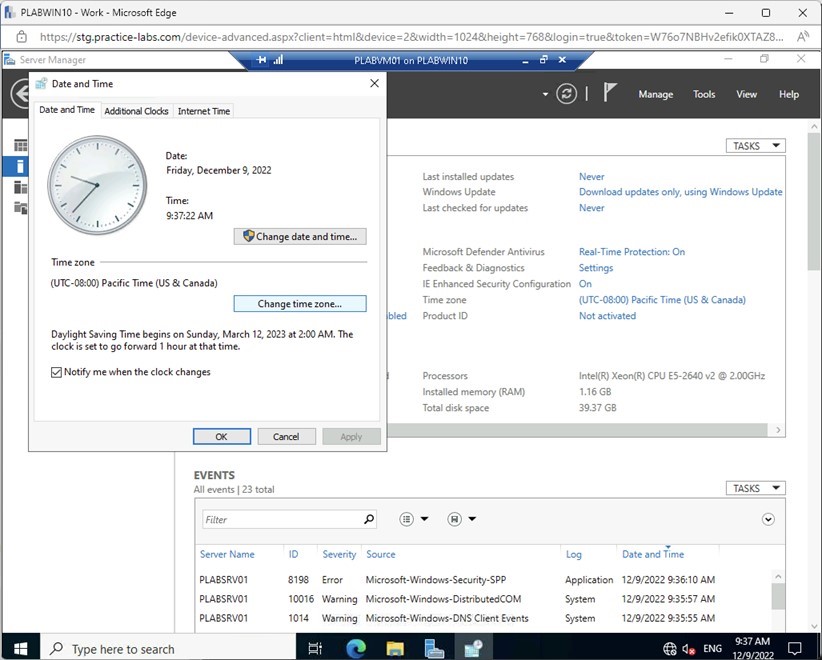 PLABWIN10 - Work - Microsoft Edge
https://stg.practice-labs.com/device-advanced.aspx?client=html&device=2&width=1024&height=768&login=true&token=W76o7NBHv2efik0XTAZ8...
Server Manager
PLABVM01 on PLABWIN10
Manage Tools View Help
Date and Time
Date and Time Additional Clocks Internet Time
Date:
Friday, December 9, 2022
Time:
9:37:22 AM
Change date and time...
Time zone
(UTC-08:00) Pacific Time (US & Canada)
Change time zone...
Daylight Saving Time begins on Sunday, March 12, 2023 at 2:00 AM. The
clock is set to go forward 1 hour at that time.
Notify me when the clock changes
OK Cancel Apply
TASKS
Last installed updates Never
Windows Update Download updates only, using Windows Update
Last checked for updates Never
Microsoft Defender Antivirus Real-Time Protection: On
Feedback & Diagnostics Settings
IE Enhanced Security Configuration On
Time zone (UTC-08:00) Pacific Time (US & Canada)
Product ID Not activated
Processors Intel(R) Xeon(R) CPU E5-2640 v2 @ 2.00GHz
Installed memory (RAM) 1.16 GB
Total disk space 39.37 GB
EVENTS
All events | 23 total
TASKS
Filter
Server Name ID Severity Source Log Date and Time
PLABSRV01 8198 Error Microsoft-Windows-Security-SPP Application 12/9/2022 9:36:10 AM
PLABSRV01 10016 Warning Microsoft-Windows-DistributedCOM System 12/9/2022 9:35:57 AM
PLABSRV01 1014 Warning Microsoft-Windows-DNS Client Events System 12/9/2022 9:35:55 AM
Type here to search
ENG
9:37 AM
12/9/2022